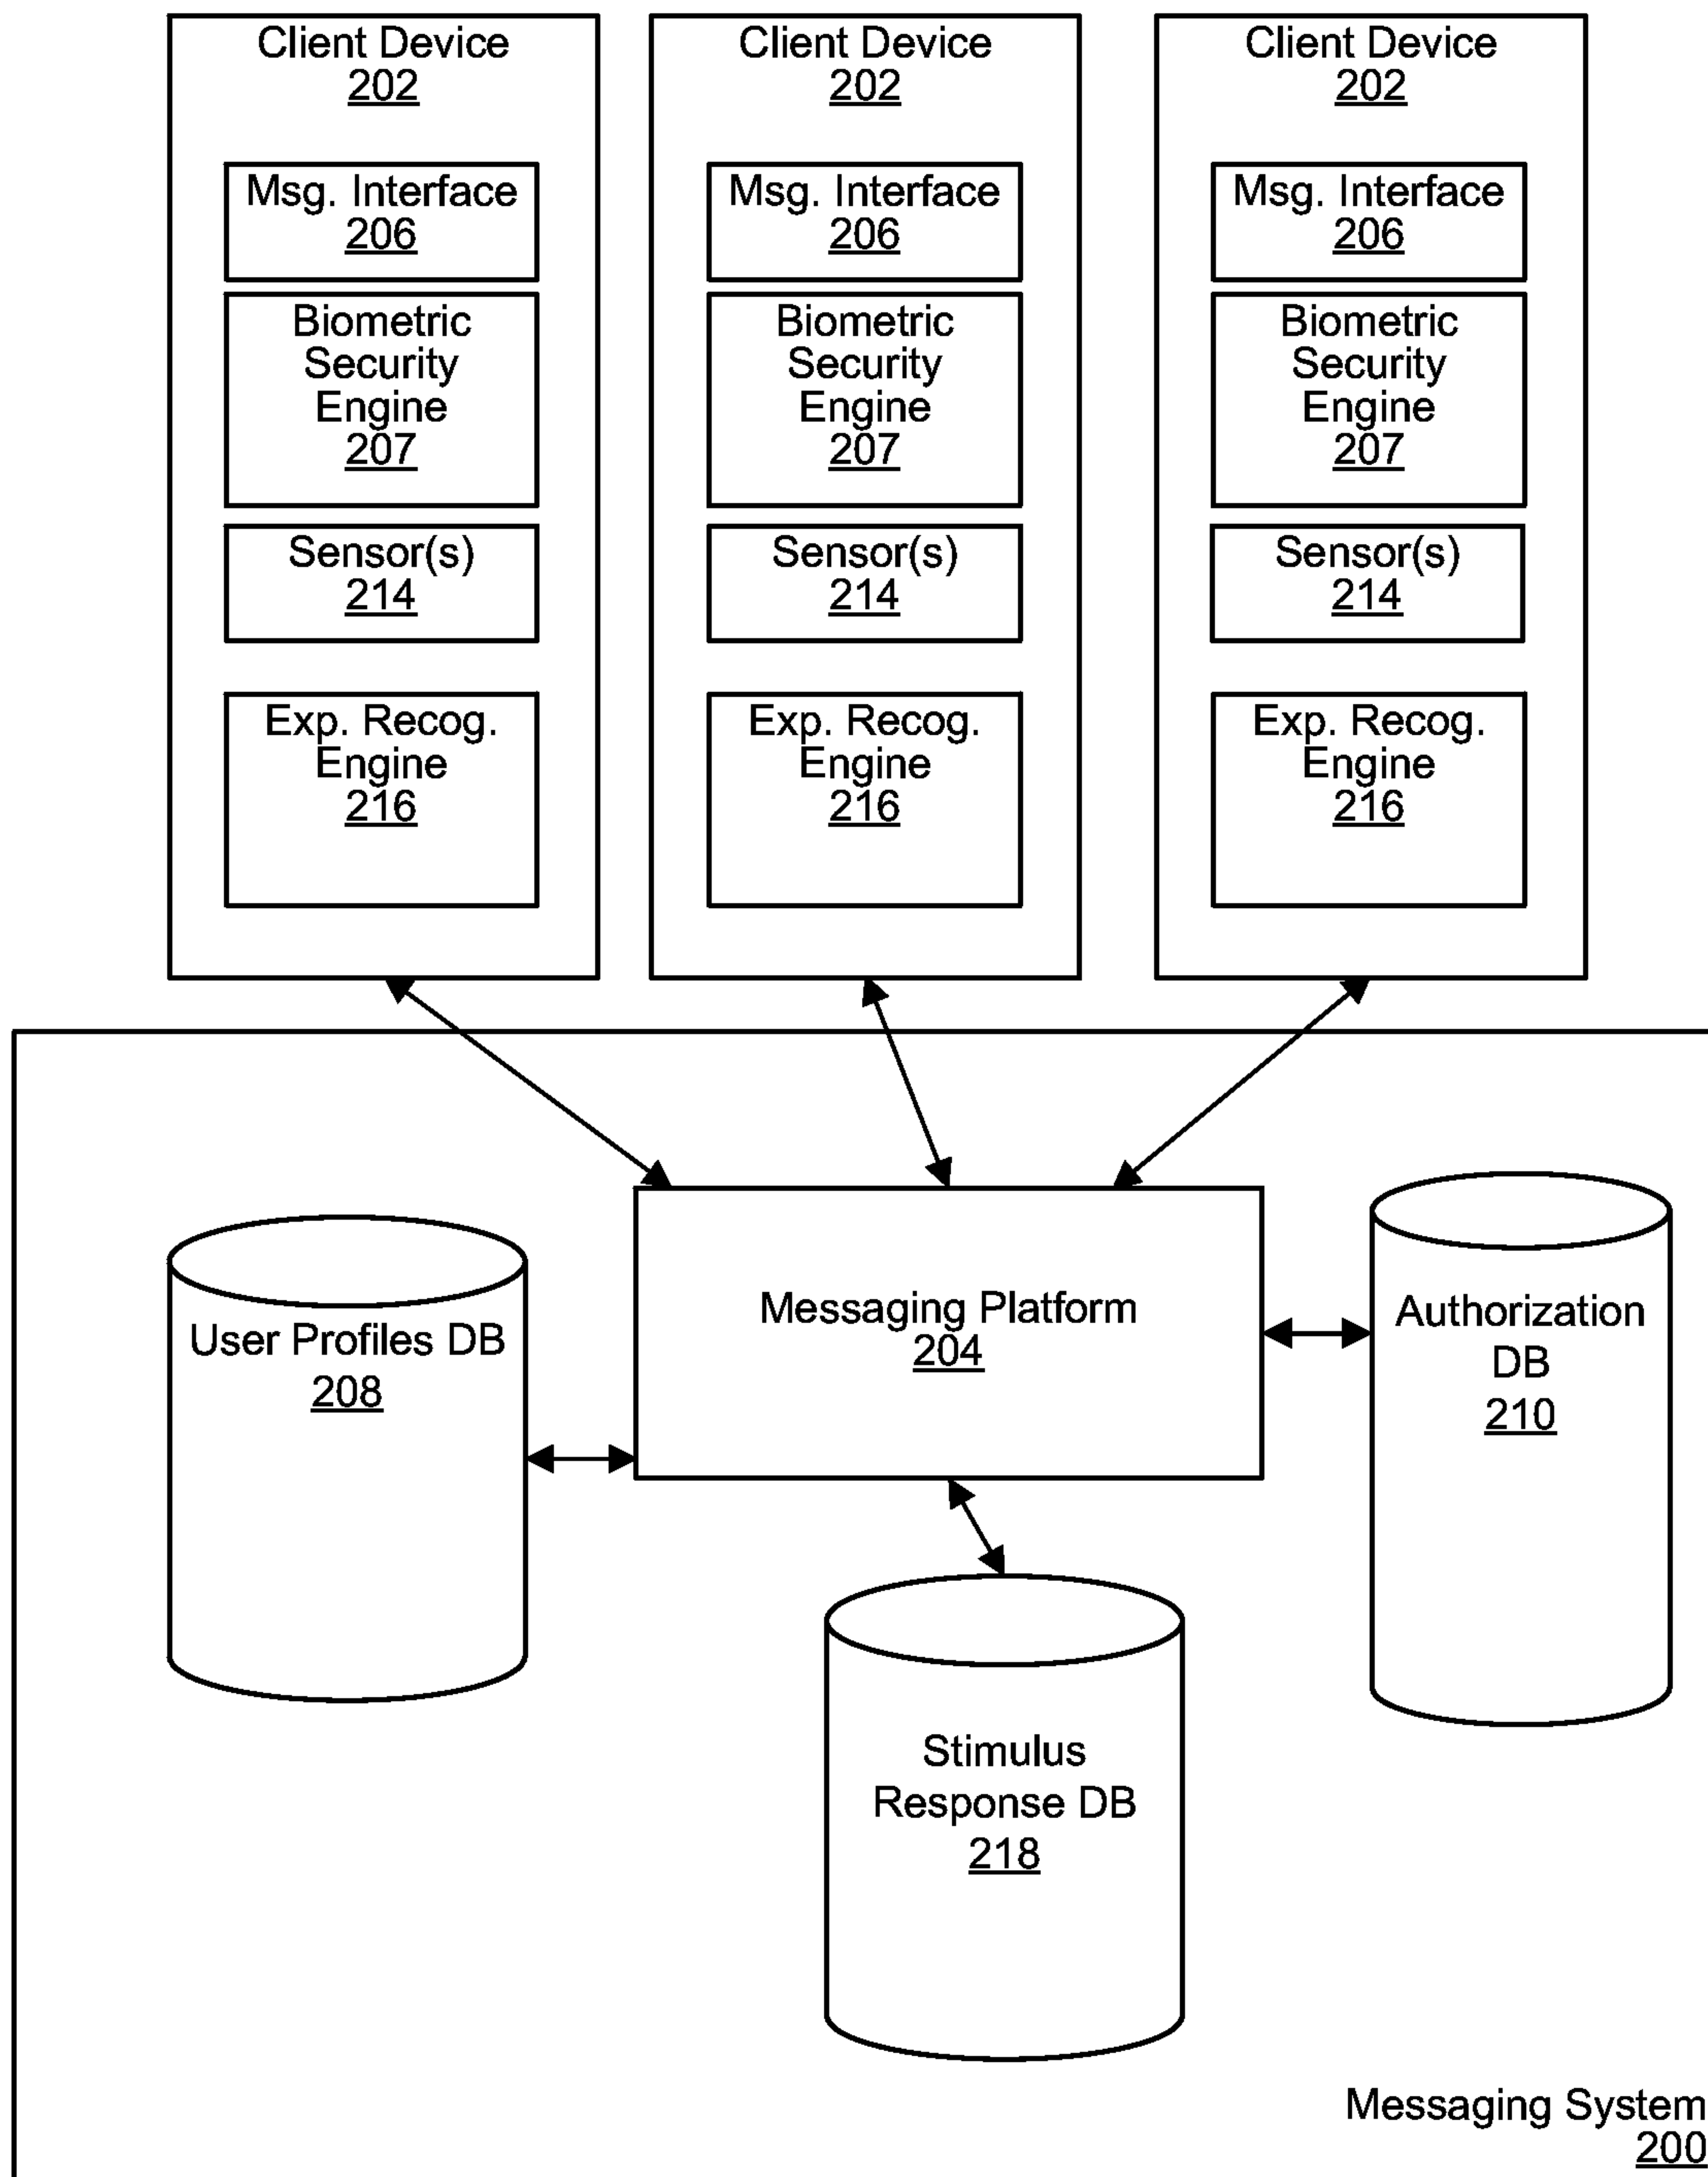 Client Device
202
Msg. Interface
206
Biometric
Security
Engine
207
Sensor(s)
214
Exp. Recog.
Engine
216
Client Device
202
Msg. Interface
206
Biometric
Security
Engine
207
Sensor(s)
214
Exp. Recog.
Engine
216
Client Device
202
Msg. Interface
206
Biometric
Security
Engine
207
Sensor(s)
214
Exp. Recog.
Engine
216
User Profiles DB
208
Messaging Platform
204
Authorization
DB
210
Stimulus
Response DB
218
Messaging System
200